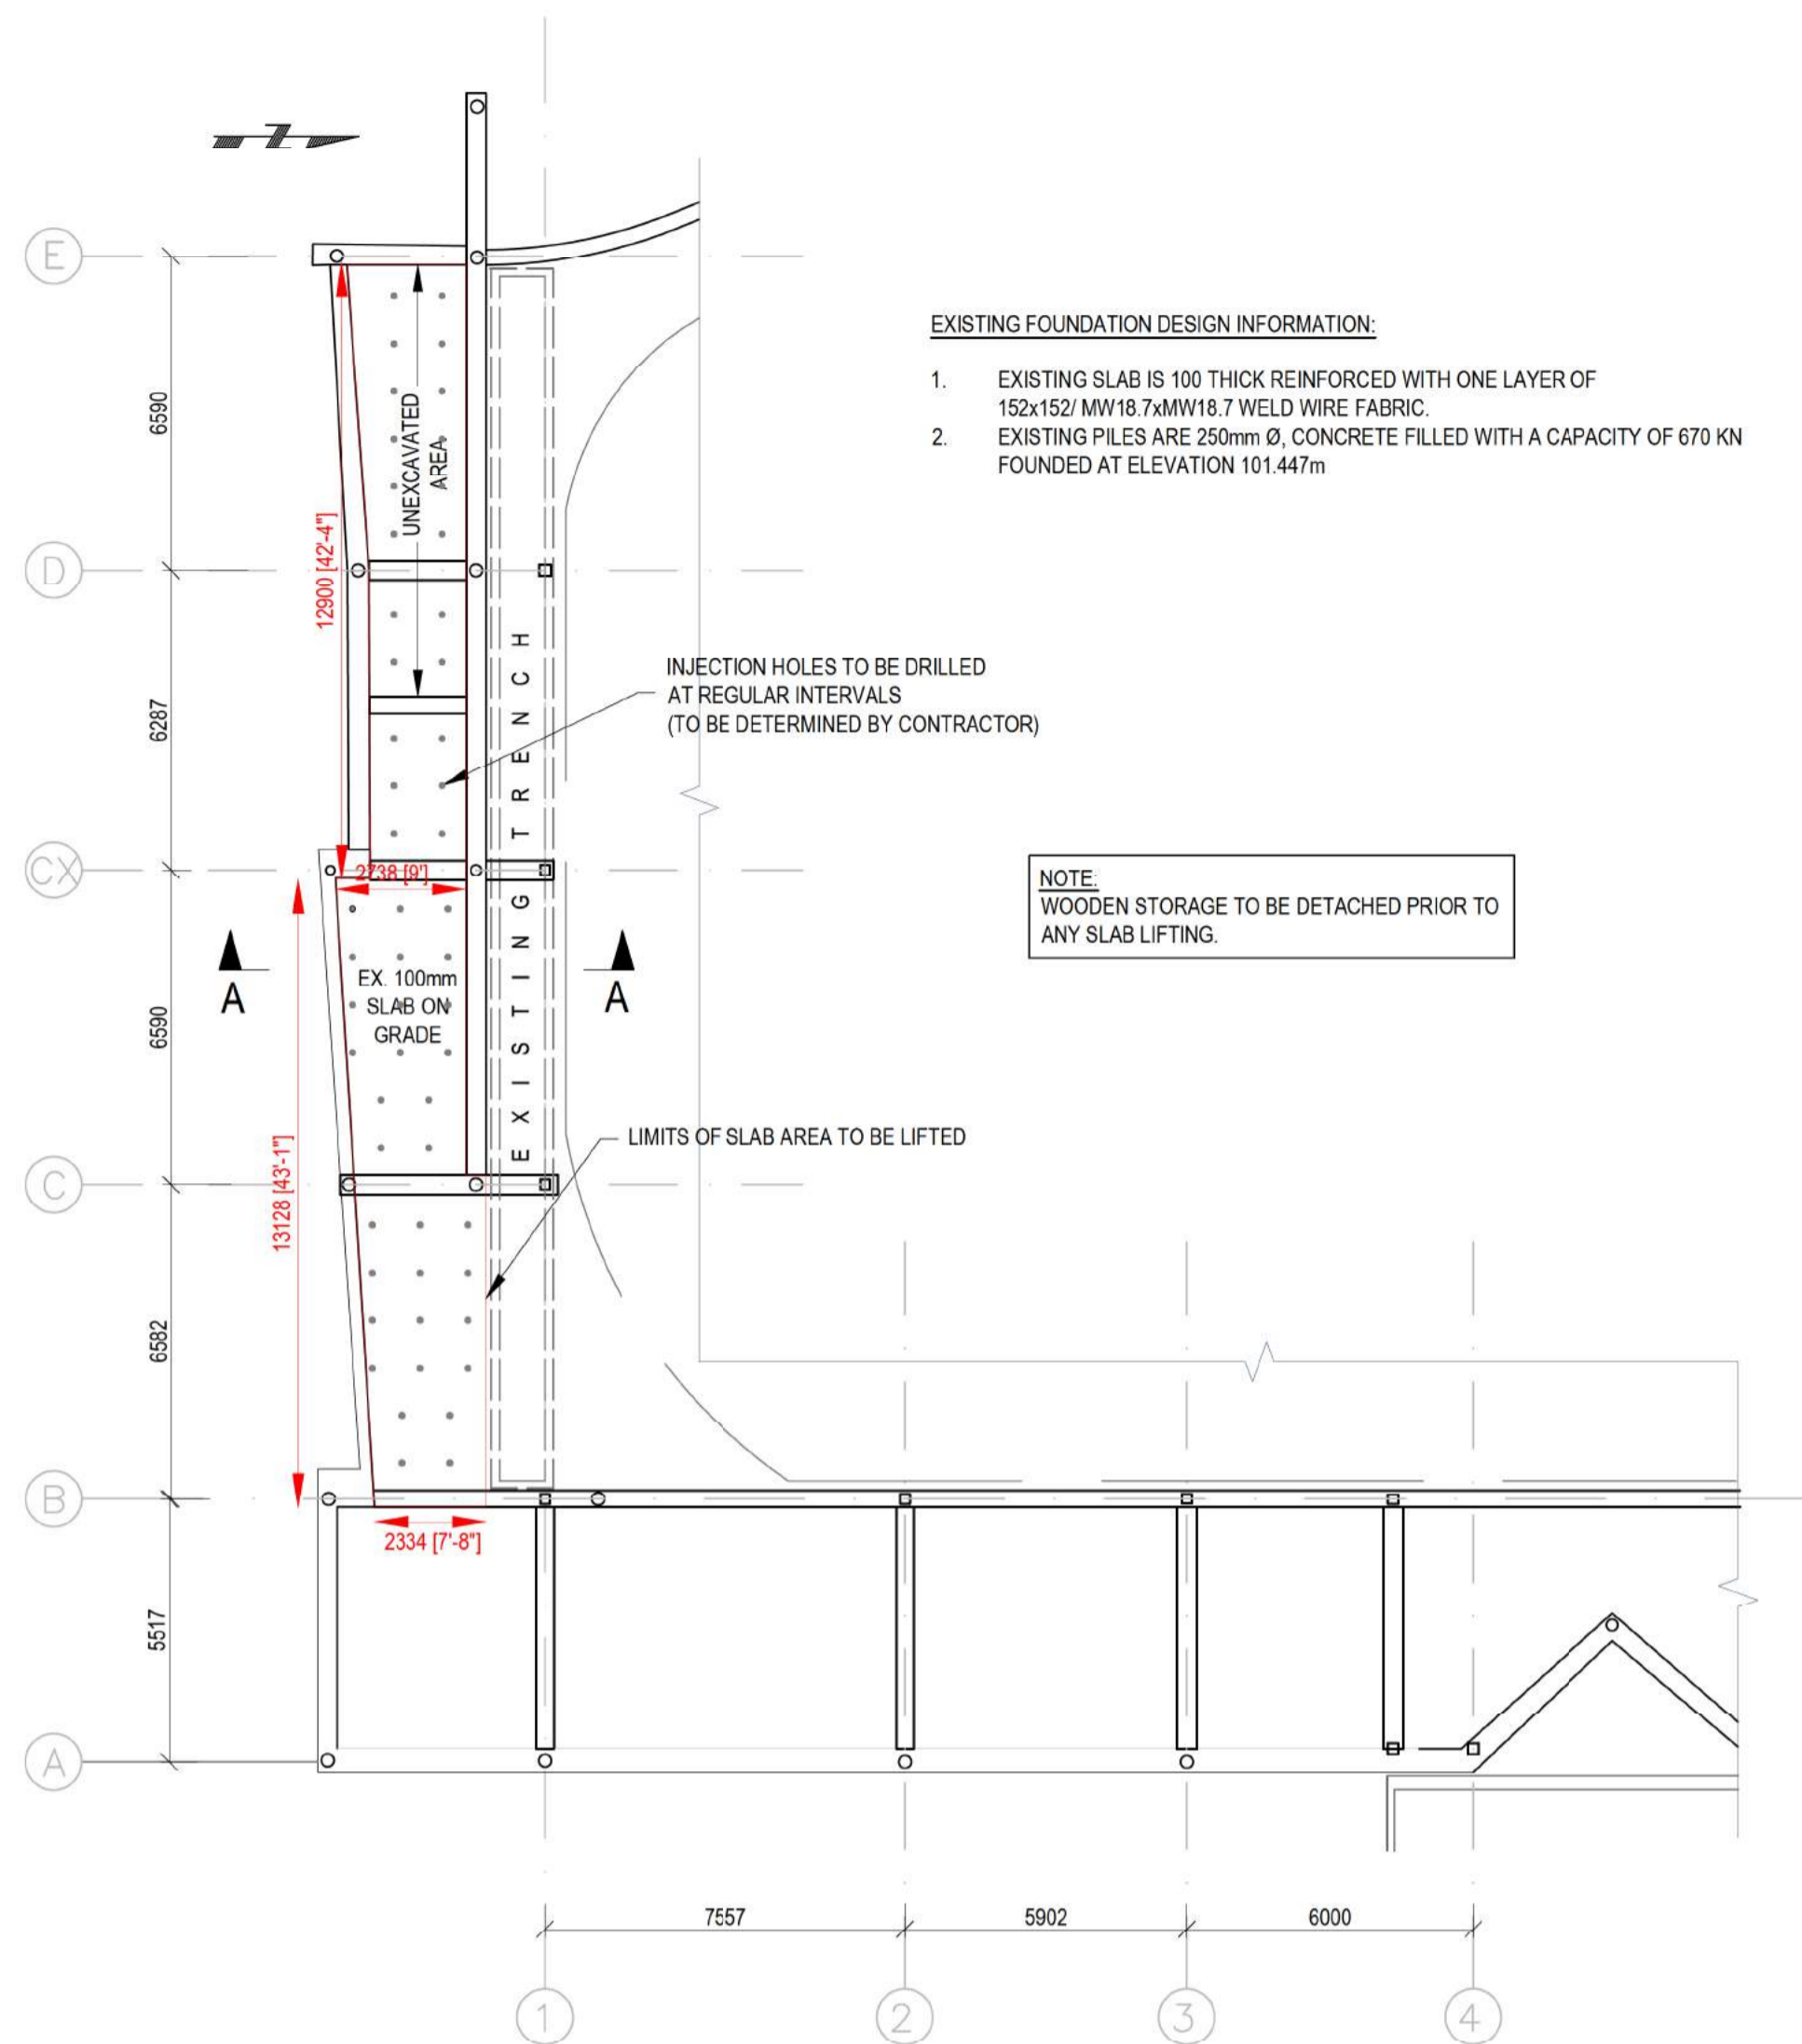 Z
E
D
CX
C
B
A
6590
6287
6590
6582
5517
12900 [42'-4"]
13128 [43'-1"]
2738 [9']
2334 [7'-8"]
UNEXCAVATED
AREA
EX. 100mm
SLAB ON
GRADE
EXISTING TRENCH
A
A
INJECTION HOLES TO BE DRILLED
AT REGULAR INTERVALS
(TO BE DETERMINED BY CONTRACTOR)
LIMITS OF SLAB AREA TO BE LIFTED
EXISTING FOUNDATION DESIGN INFORMATION:
1. EXISTING SLAB IS 100 THICK REINFORCED WITH ONE LAYER OF
152x152/ MW18.7xMW18.7 WELD WIRE FABRIC.
2. EXISTING PILES ARE 250mm Ø, CONCRETE FILLED WITH A CAPACITY OF 670 KN
FOUNDED AT ELEVATION 101.447m
NOTE:
WOODEN STORAGE TO BE DETACHED PRIOR TO
ANY SLAB LIFTING.
7557
5902
6000
1
2
3
4